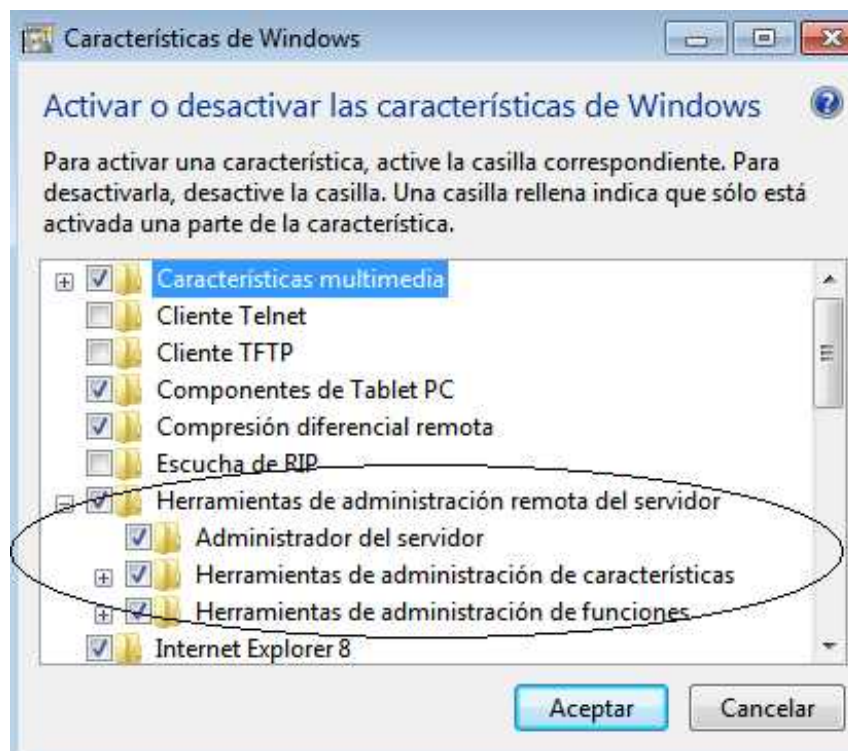 Características de Windows
Activar o desactivar las características de Windows
Para activar una característica, active la casilla correspondiente. Para
desactivarla, desactive la casilla. Una casilla rellena indica que sólo está
activada una parte de la característica.
Características multimedia
Cliente Telnet
Cliente TFTP
Componentes de Tablet PC
Compresión diferencial remota
Escucha de RIP
Herramientas de administración remota del servidor
Administrador del servidor
Herramientas de administración de características
Herramientas de administración de funciones
Internet Explorer 8
Aceptar Cancelar